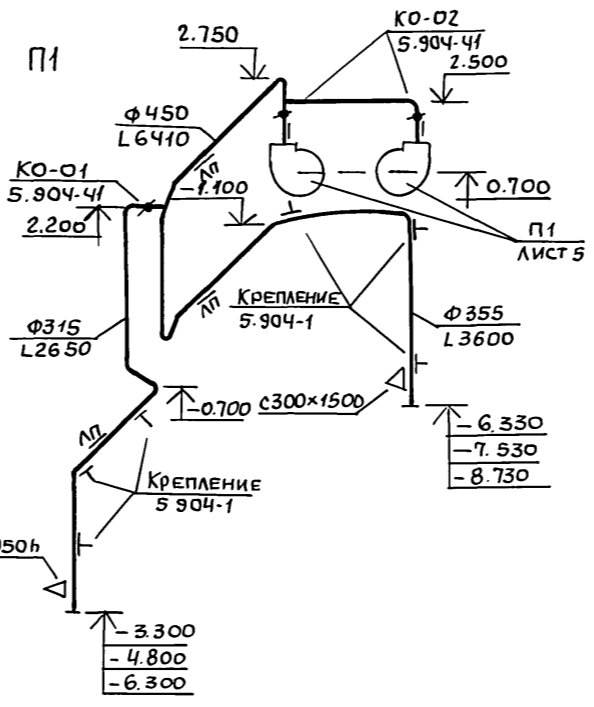 П1
2.750
КО-02
5.904-41
2.500
Ф450
L6410
ЛП
КО-01
5.904-41
2.200
-1.100
0.700
П1
ЛИСТ 5
ЛП
КРЕПЛЕНИЕ
5.904-1
Ф315
L2650
Ф355
L3600
-0.700
С300×1500
ЛП
-6.330
-7.530
-8.730
КРЕПЛЕНИЕ
5 904-1
50h
-3.300
-4.800
-6.300